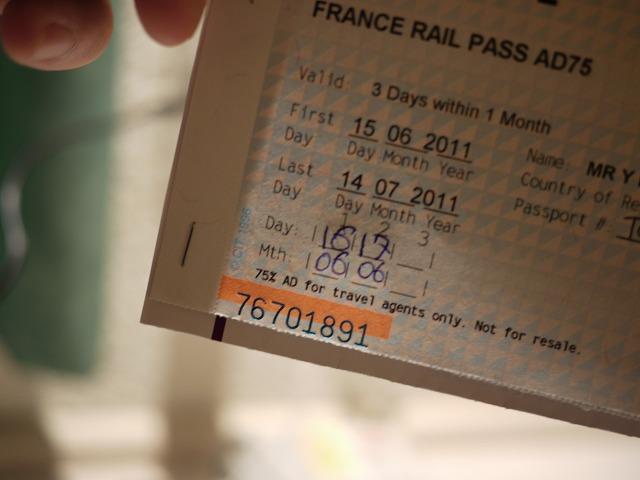 FRANCE RAIL PASS AD75
Valid: 3 Days within 1 Month
First Day 15 06 2011
Day Month Year
Last Day 14 07 2011
Day Month Year
Name: MR Y
Country of Re
Passport #:
1 2 3
Day: 16 17
Mth: 06 06
75% AD for travel agents only. Not for resale.
76701891